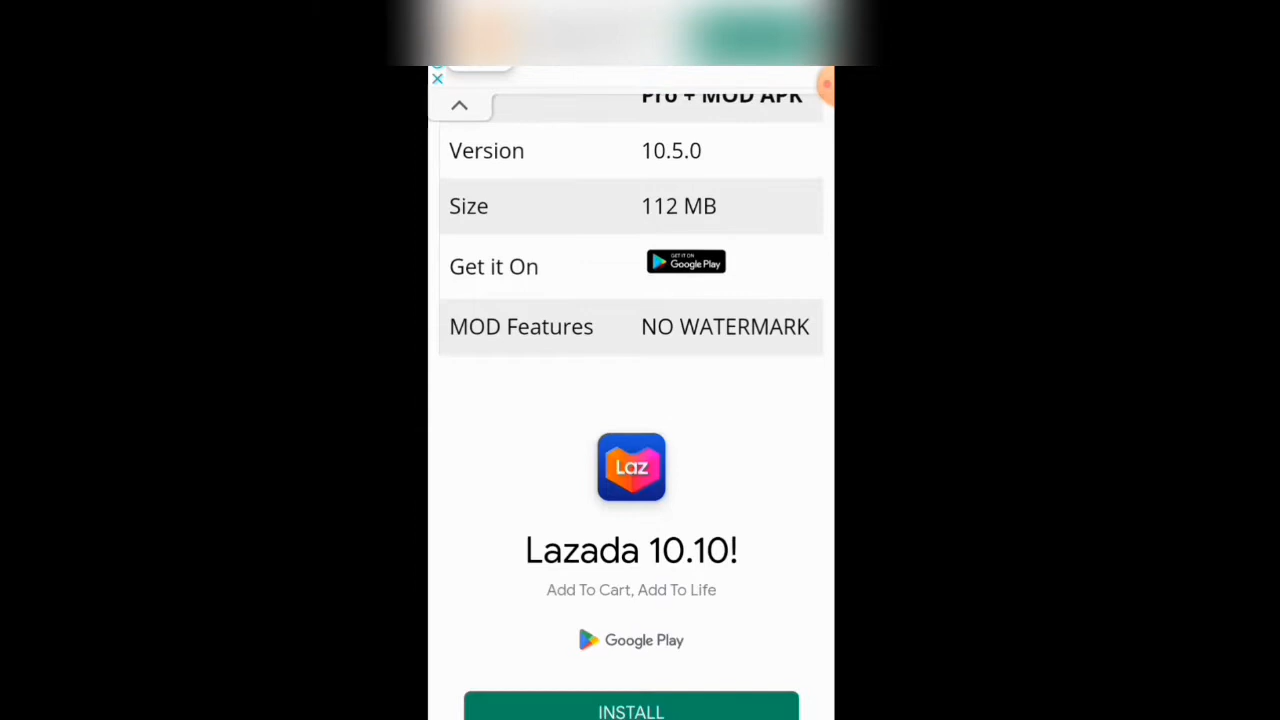 Pro + MOD APK
Version 10.5.0
Size 112 MB
Get it On GET IT ON Google Play
MOD Features NO WATERMARK
Laz
Lazada 10.10!
Add To Cart, Add To Life
Google Play
INSTALL